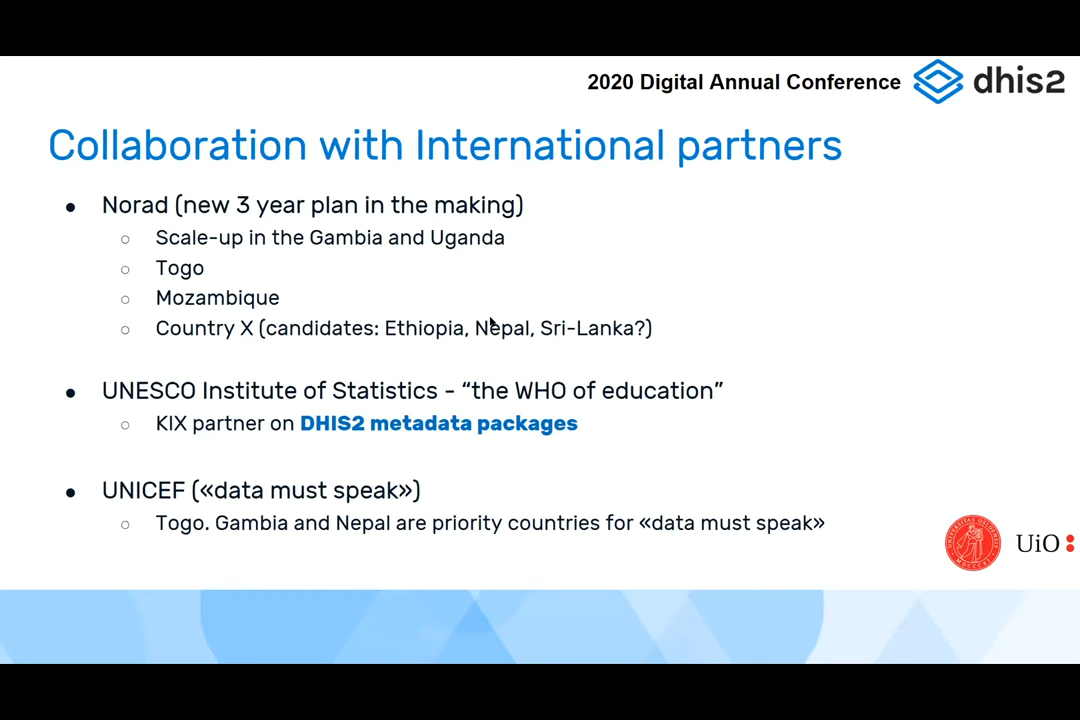 2020 Digital Annual Conference dhis2
Collaboration with International partners
● Norad (new 3 year plan in the making)
○ Scale-up in the Gambia and Uganda
○ Togo
○ Mozambique
○ Country X (candidates: Ethiopia, Nepal, Sri-Lanka?)
● UNESCO Institute of Statistics - “the WHO of education”
○ KIX partner on DHIS2 metadata packages
● UNICEF («data must speak»)
○ Togo. Gambia and Nepal are priority countries for «data must speak»
UNIVERSITAS OSLOENSIS
MDCCCXI
UiO: